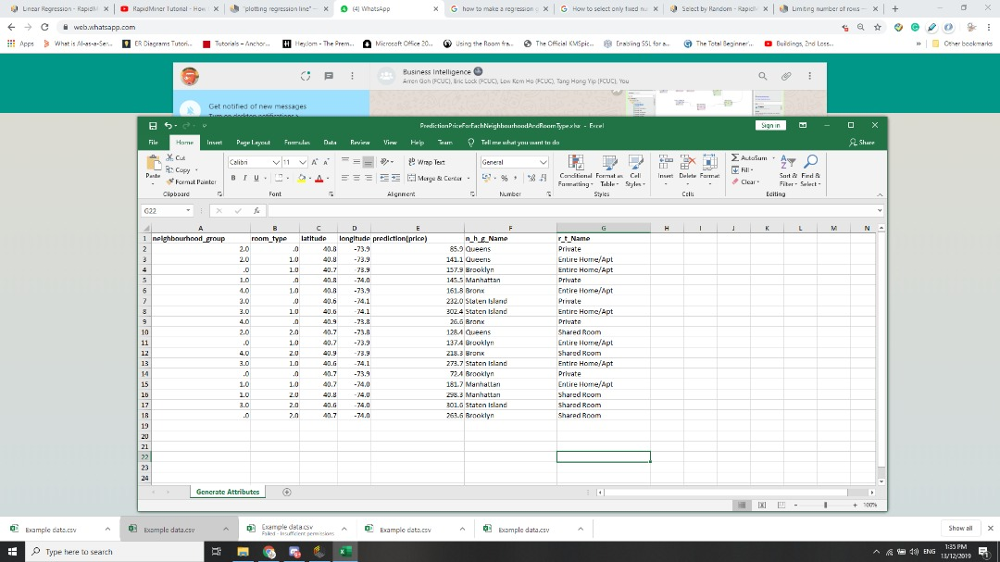 Linear Regression - RapidM
RapidMiner Tutorial - How
"plotting regression line" -
(4) WhatsApp
how to make a regression
How to select only fixed nu
Select by Random - Rapid
Limiting number of rows -
web.whatsapp.com
Apps
What is Al-as-a-Ser...
ER Diagrams Tutori...
Tutorials – Anchor...
HeyJom - The Prem...
Microsoft Office 20...
Using the Room fra...
The Official KMSpic...
Enabling SSL for a...
The Total Beginner'...
Buildings, 2nd Loss...
Other bookmarks
Business Intelligence
Arren Goh (FCUC), Eric Lock (FCUC), Lew Kem Ho (FCUC), Tang Hong Yip (FCUC), You
Get notified of new messages
Turn on desktop notifications >
PredictionPriceForEachNeighbourhoodAndRoomType.xlsx - Excel
Sign in
File Home Insert Page Layout Formulas Data Review View Help Team Tell me what you want to do Share
Paste
Cut
Copy
Format Painter
Calibri 11
B I U
Wrap Text
Merge & Center
General
Conditional Formatting
Format as Table
Cell Styles
Insert Delete Format
AutoSum
Fill
Clear
Sort & Filter
Find & Select
Clipboard Font Alignment Number Styles Cells Editing
G22
A B C D E F G H I J K L M N
1 neighbourhood_group room_type latitude longitude prediction(price) n_h_g_Name r_t_Name
2 2.0 .0 40.8 -73.9 85.9 Queens Private
3 2.0 1.0 40.8 -73.9 141.1 Queens Entire Home/Apt
4 .0 1.0 40.7 -73.9 157.9 Brooklyn Entire Home/Apt
5 1.0 .0 40.8 -74.0 145.5 Manhattan Private
6 4.0 1.0 40.8 -73.9 161.8 Bronx Entire Home/Apt
7 3.0 .0 40.6 -74.1 232.0 Staten Island Private
8 3.0 1.0 40.6 -74.1 302.4 Staten Island Entire Home/Apt
9 4.0 .0 40.9 -73.8 26.6 Bronx Private
10 2.0 2.0 40.7 -73.8 128.4 Queens Shared Room
11 .0 1.0 40.7 -73.9 137.4 Brooklyn Entire Home/Apt
12 4.0 2.0 40.9 -73.9 218.3 Bronx Shared Room
13 3.0 1.0 40.6 -74.1 273.7 Staten Island Entire Home/Apt
14 .0 .0 40.7 -73.9 72.4 Brooklyn Private
15 1.0 1.0 40.7 -74.0 181.7 Manhattan Entire Home/Apt
16 1.0 2.0 40.8 -74.0 298.3 Manhattan Shared Room
17 3.0 2.0 40.6 -74.0 301.6 Staten Island Shared Room
18 .0 2.0 40.7 -74.0 263.6 Brooklyn Shared Room
19
20
21
22
23
24
Generate Attributes
100%
Example data.csv
Example data.csv
Example data.csv
Failed - Insufficient permissions
Example data.csv
Example data.csv
Show all
Type here to search
ENG
1:35 PM
13/12/2019